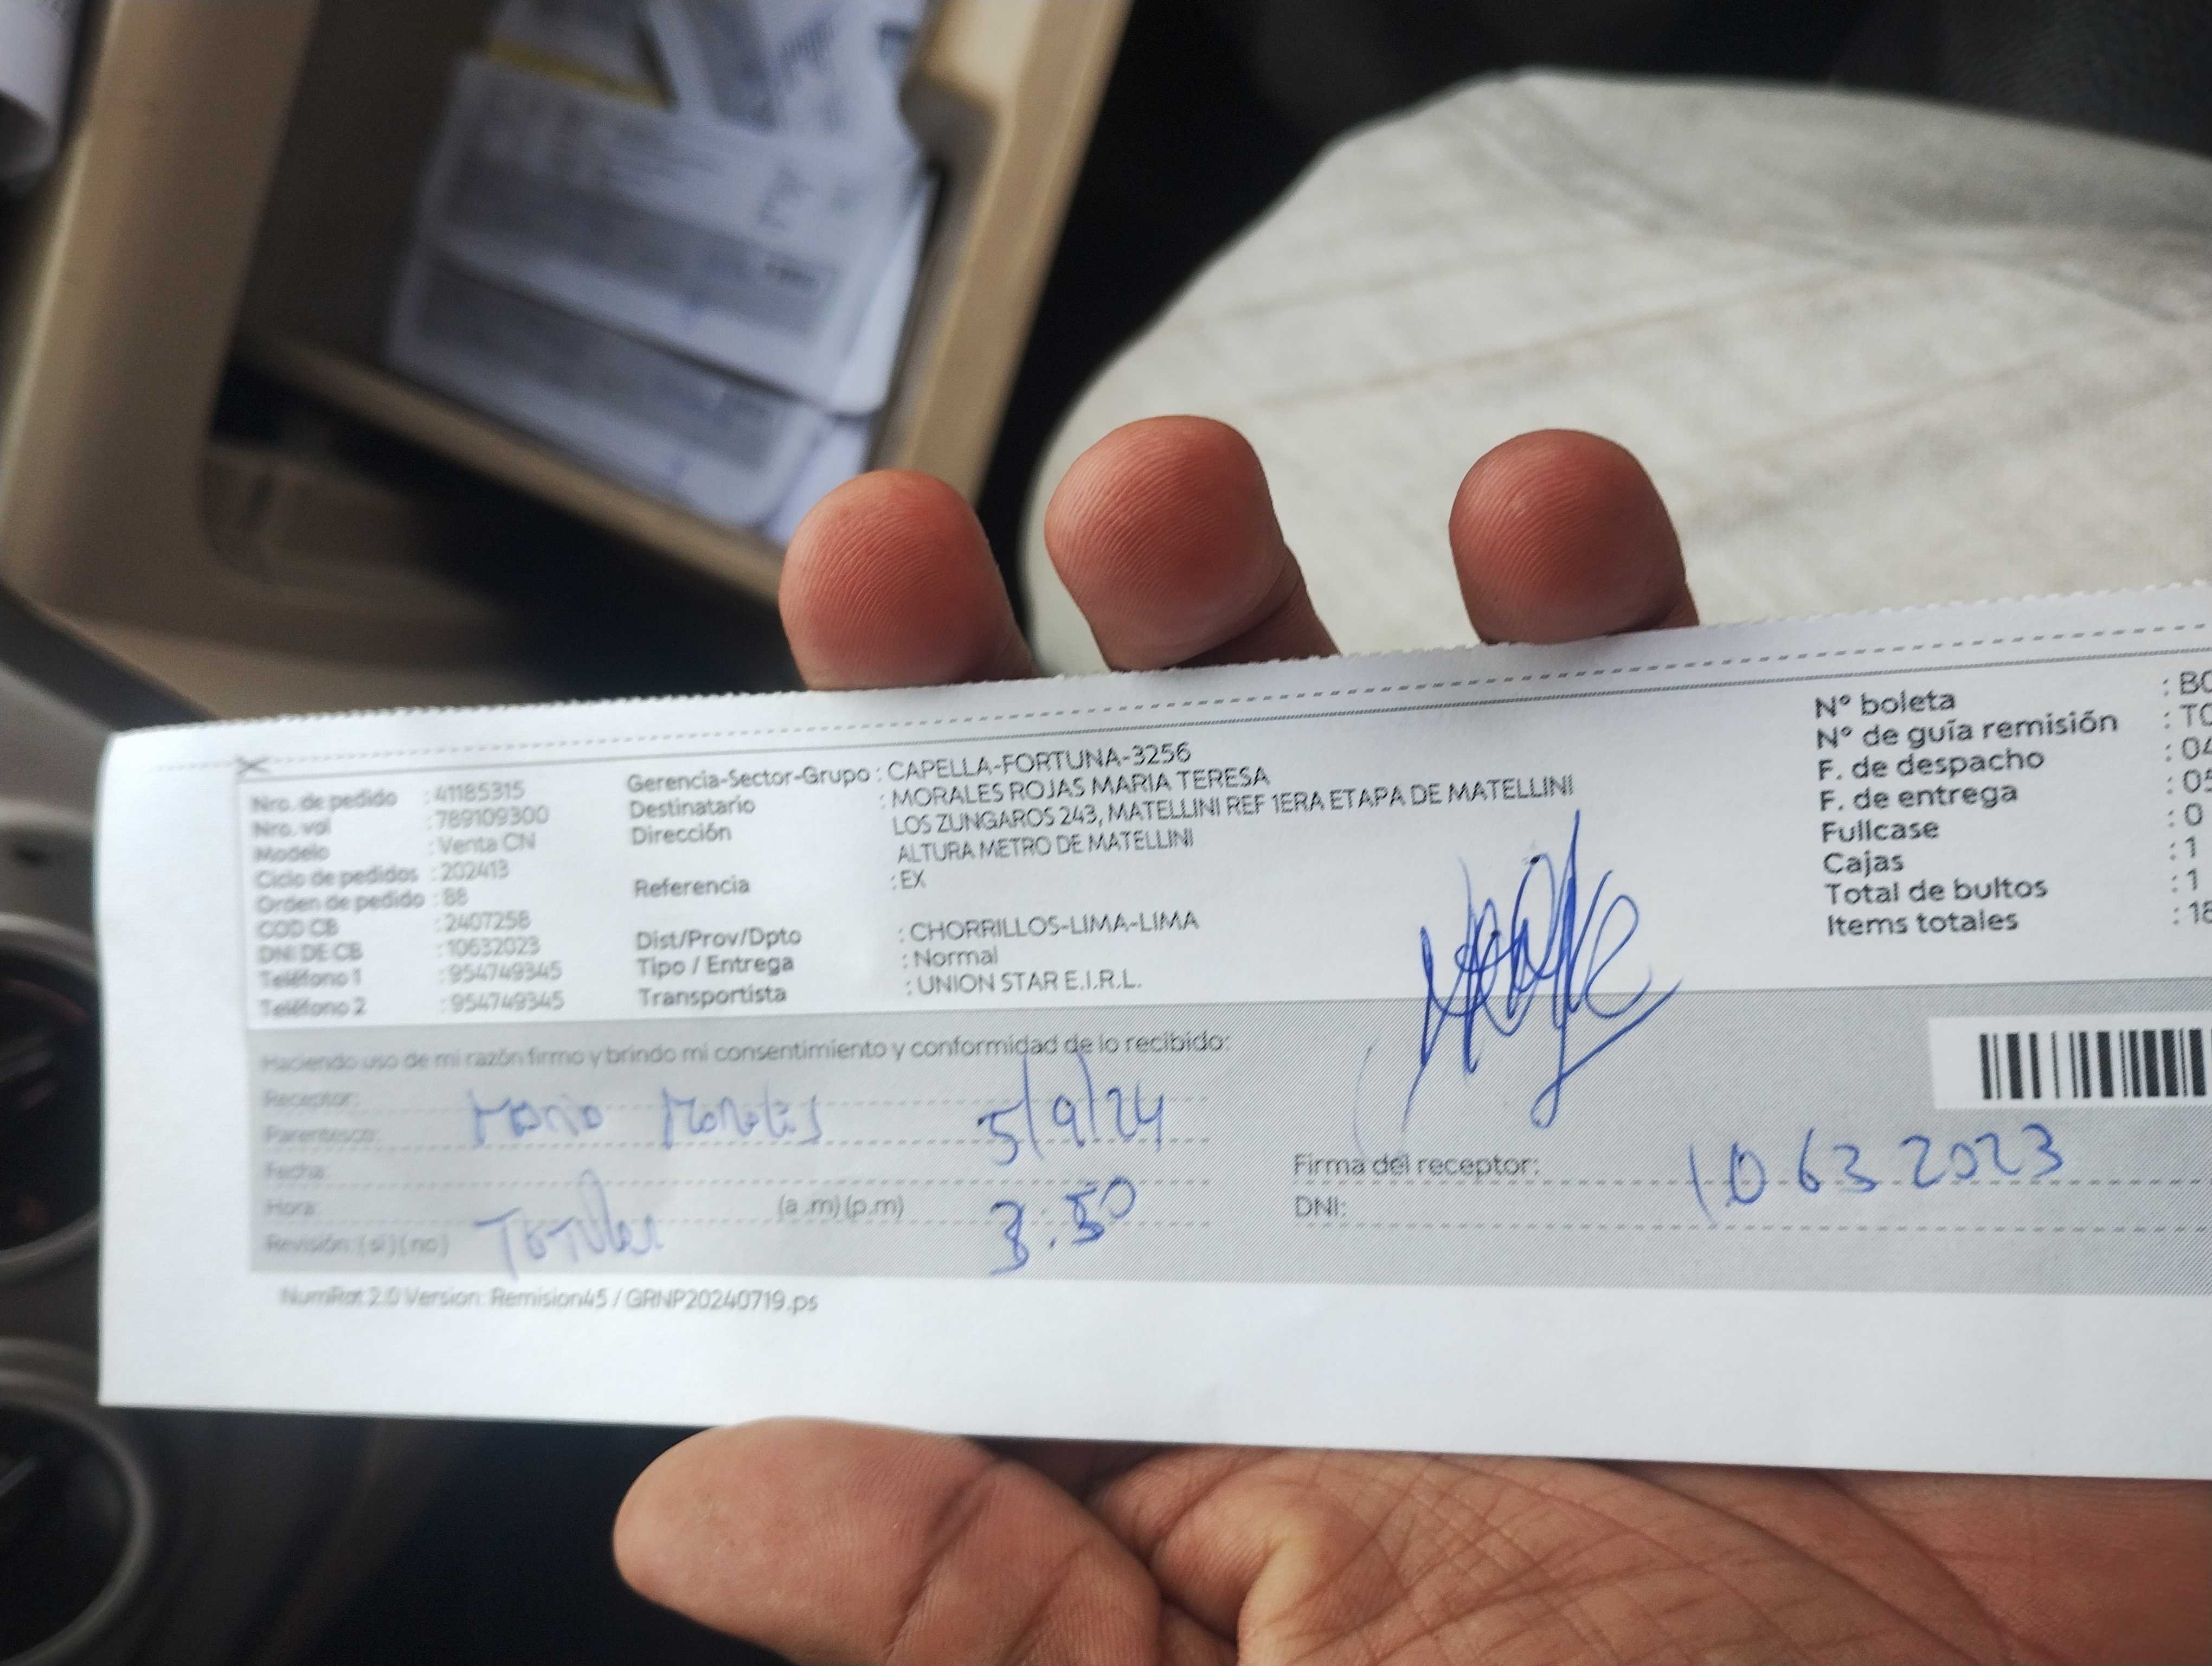 Nro. de pedido : 41185315
Nro. vol : 789109300
Modelo : Venta CN
Ciclo de pedidos : 202413
Orden de pedido : 88
COD CB : 2407258
DNI DE CB : 10632023
Teléfono 1 : 954749345
Teléfono 2 : 954749345
Gerencia-Sector-Grupo : CAPELLA-FORTUNA-3256
Destinatario : MORALES ROJAS MARIA TERESA
Dirección LOS ZUNGAROS 243, MATELLINI REF 1ERA ETAPA DE MATELLINI
ALTURA METRO DE MATELLINI
Referencia : EX
Dist/Prov/Dpto : CHORRILLOS-LIMA-LIMA
Tipo / Entrega : Normal
Transportista : UNION STAR E.I.R.L.
N° boleta : B0
N° de guía remisión : T0
F. de despacho : 04
F. de entrega : 05
Fullcase : 0
Cajas : 1
Total de bultos : 1
Items totales : 18
Haciendo uso de mi razón firmo y brindo mi consentimiento y conformidad de lo recibido:
Receptor:
Parentesco: Maria Morales 5/9/24
Fecha:
Hora: (a.m) (p.m) 3:50
Revisión: (si) (no) Titular
Firma del receptor:
DNI: 10632023
NumRot 2.0 Version: Remision45 / GRNP20240719.ps